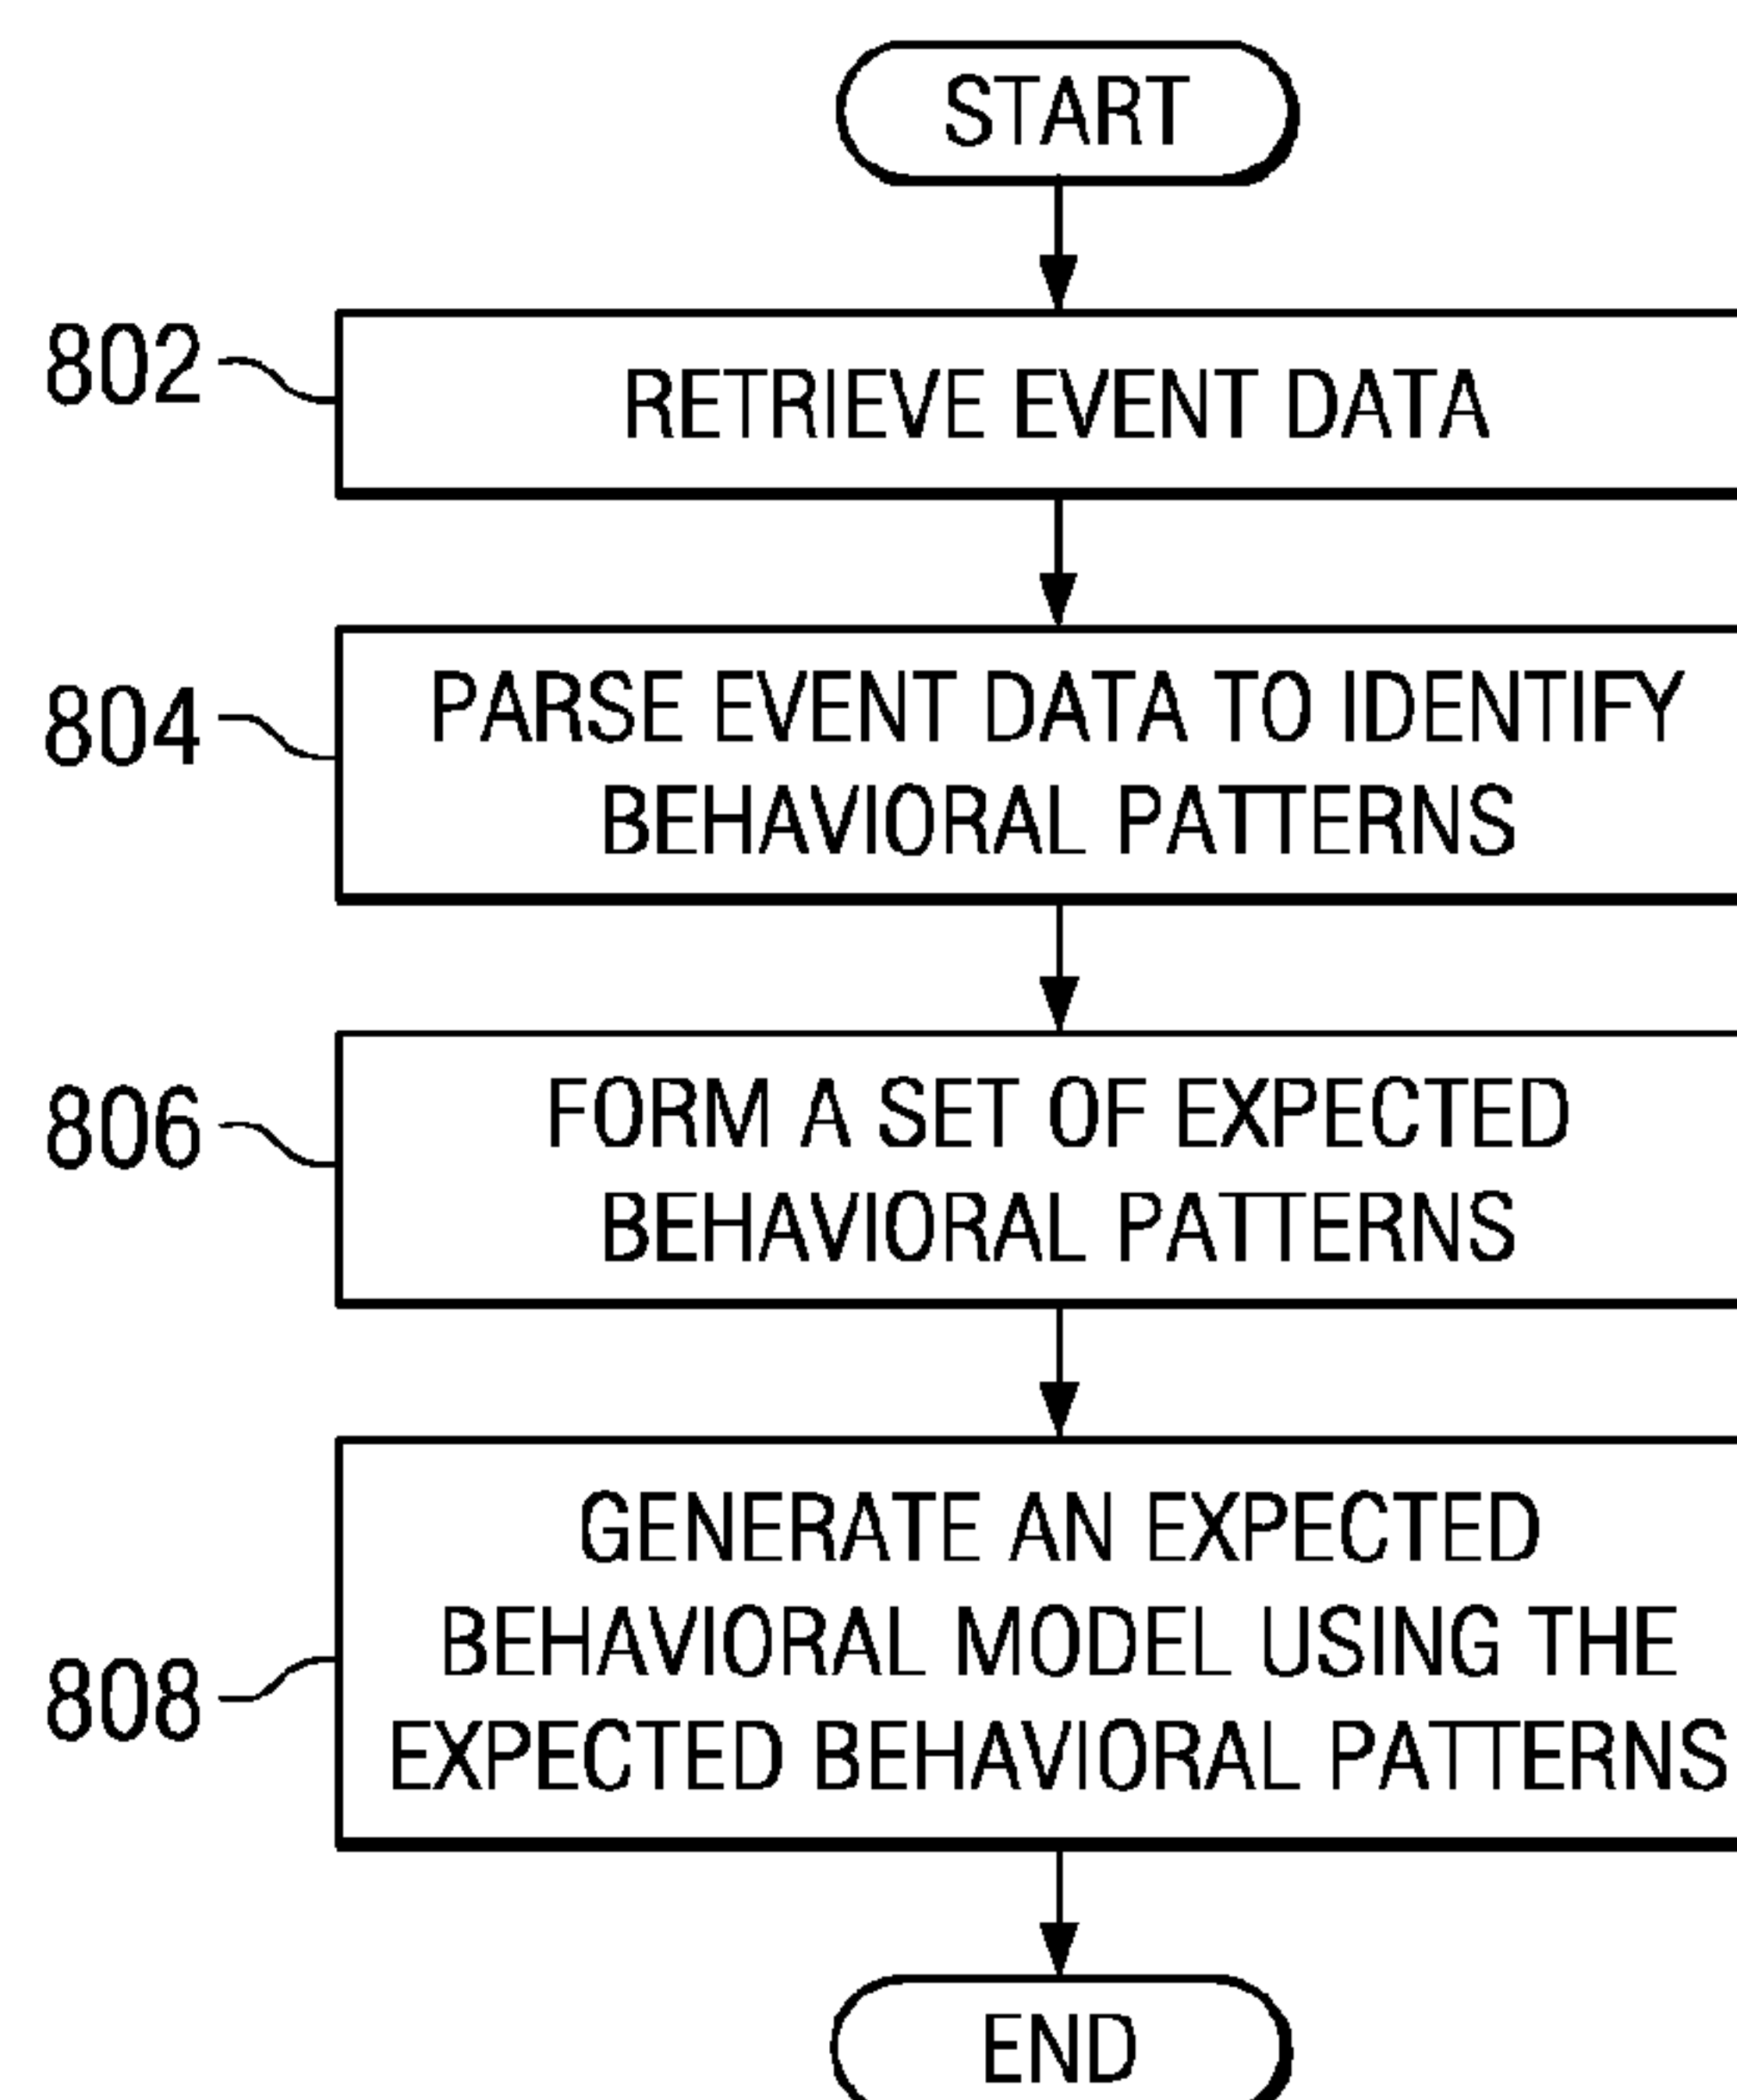 START
802
RETRIEVE EVENT DATA
804
PARSE EVENT DATA TO IDENTIFY
BEHAVIORAL PATTERNS
806
FORM A SET OF EXPECTED
BEHAVIORAL PATTERNS
808
GENERATE AN EXPECTED
BEHAVIORAL MODEL USING THE
EXPECTED BEHAVIORAL PATTERNS
END